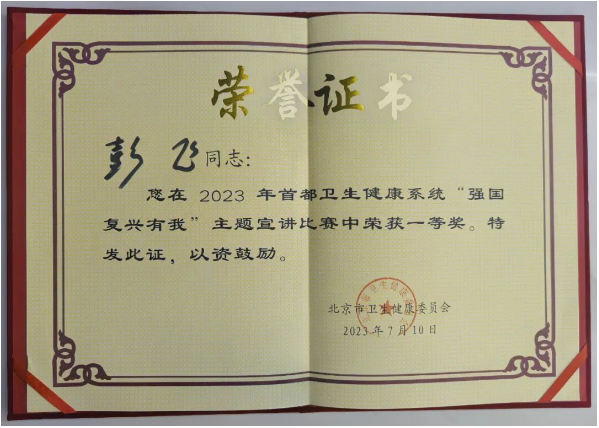 荣誉证书
彭飞同志：
您在 2023 年首都卫生健康系统“强国
复兴有我”主题宣讲比赛中荣获一等奖。特
发此证，以资鼓励。
北京市卫生健康委员会
2023 年 7 月 10 日